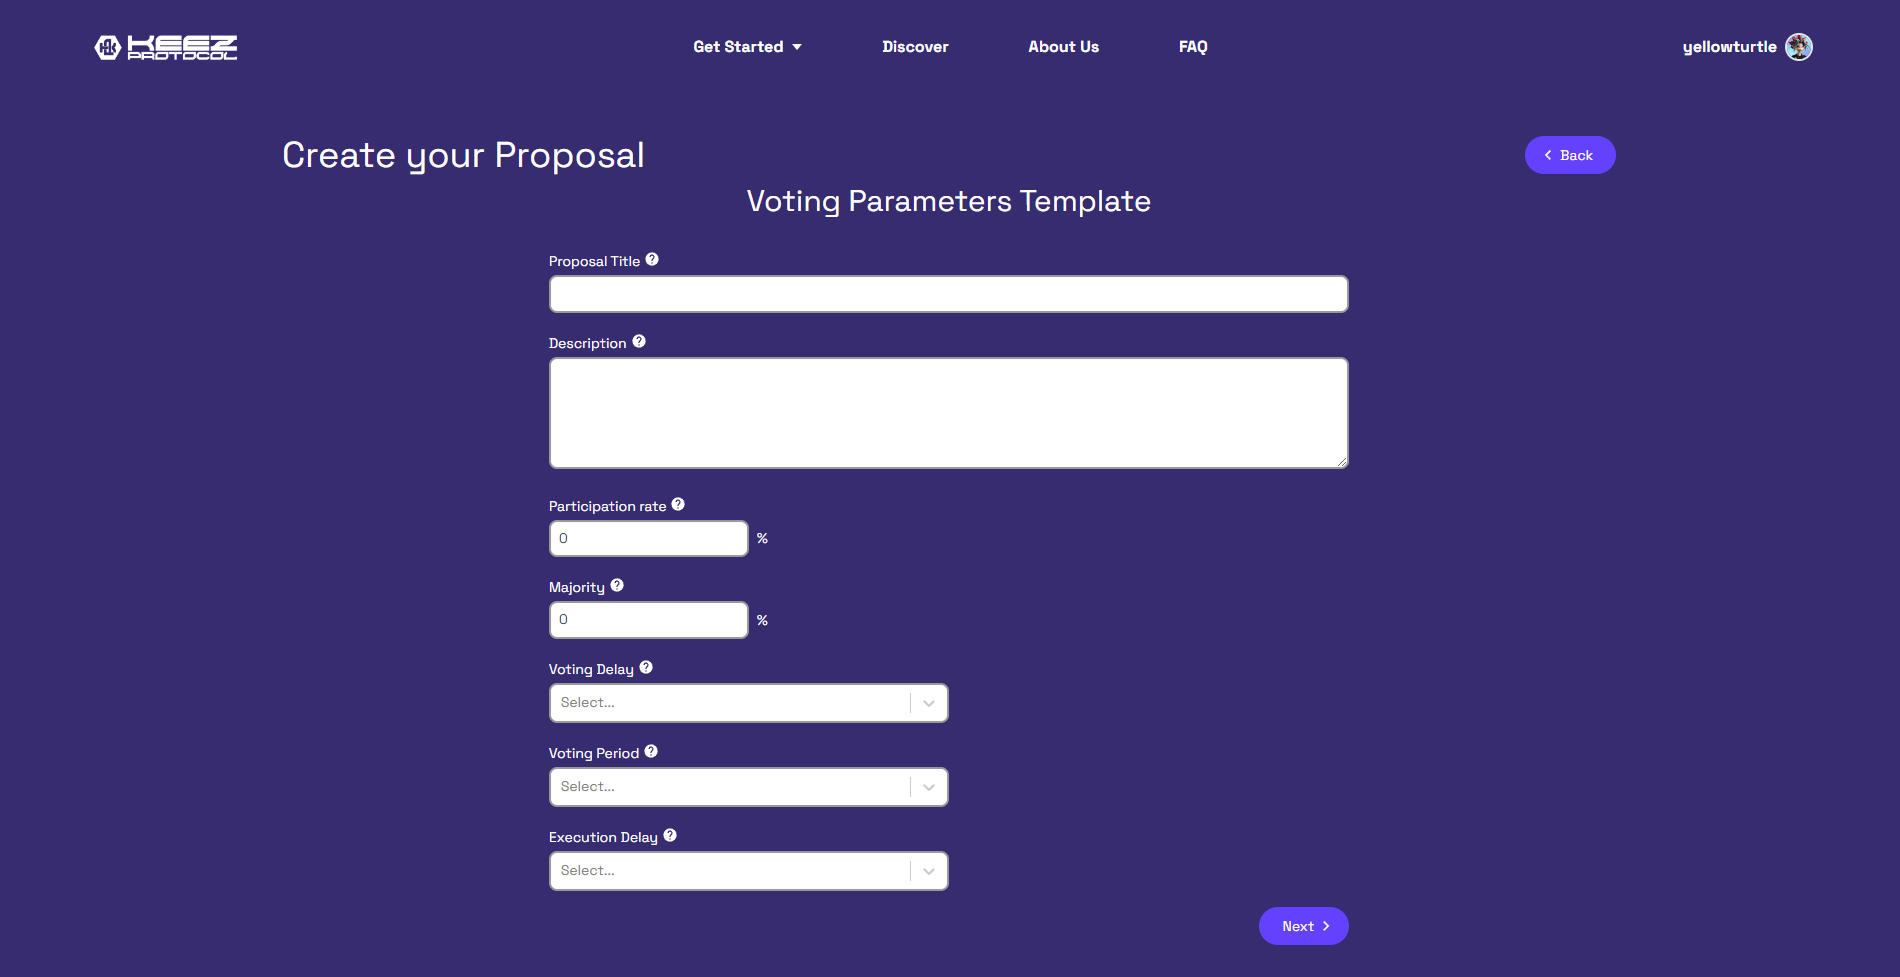 KEEZ
PROTOCOL
Get Started
Discover
About Us
FAQ
yellowturtle
Create your Proposal
Back
Voting Parameters Template
Proposal Title ?
Description ?
Participation rate ?
0 %
Majority ?
0 %
Voting Delay ?
Select...
Voting Period ?
Select...
Execution Delay ?
Select...
Next